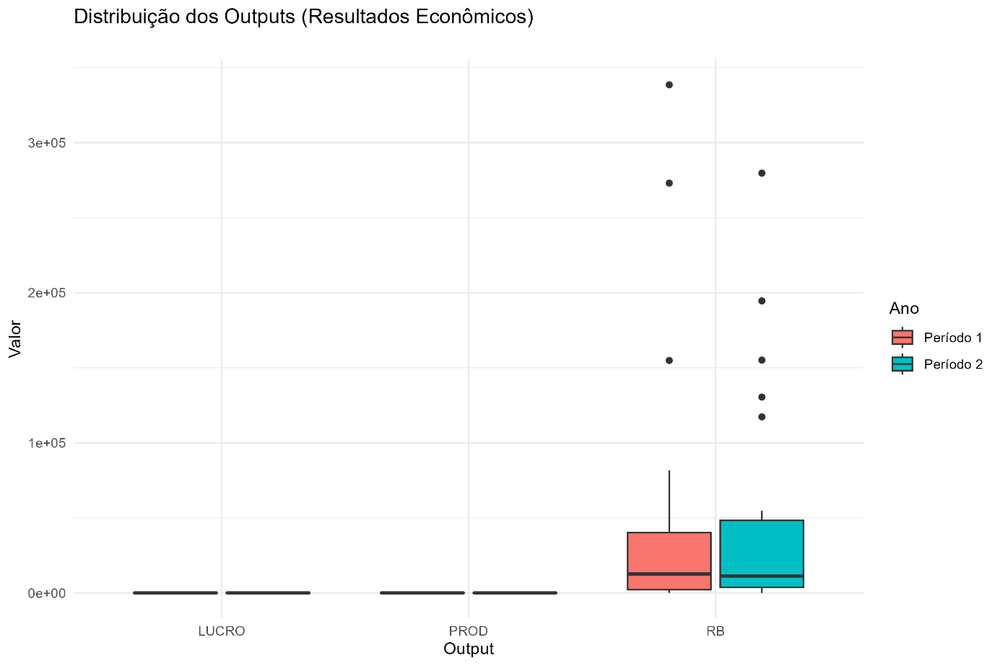 Distribuição dos Outputs (Resultados Econômicos)
3e+05
2e+05
1e+05
0e+00
Valor
LUCRO
PROD
RB
Output
Ano
Período 1
Período 2